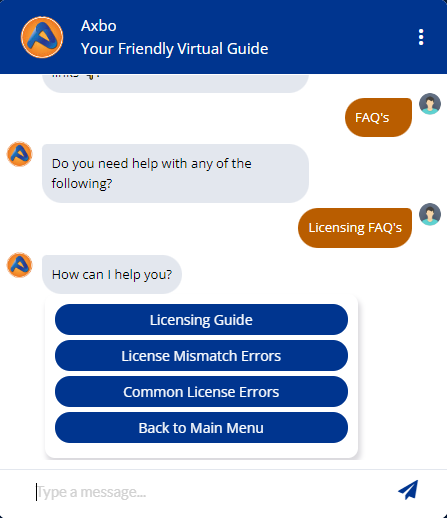 Axbo
Your Friendly Virtual Guide
links
FAQ's
Do you need help with any of the
following?
Licensing FAQ's
How can I help you?
Licensing Guide
License Mismatch Errors
Common License Errors
Back to Main Menu
Type a message...